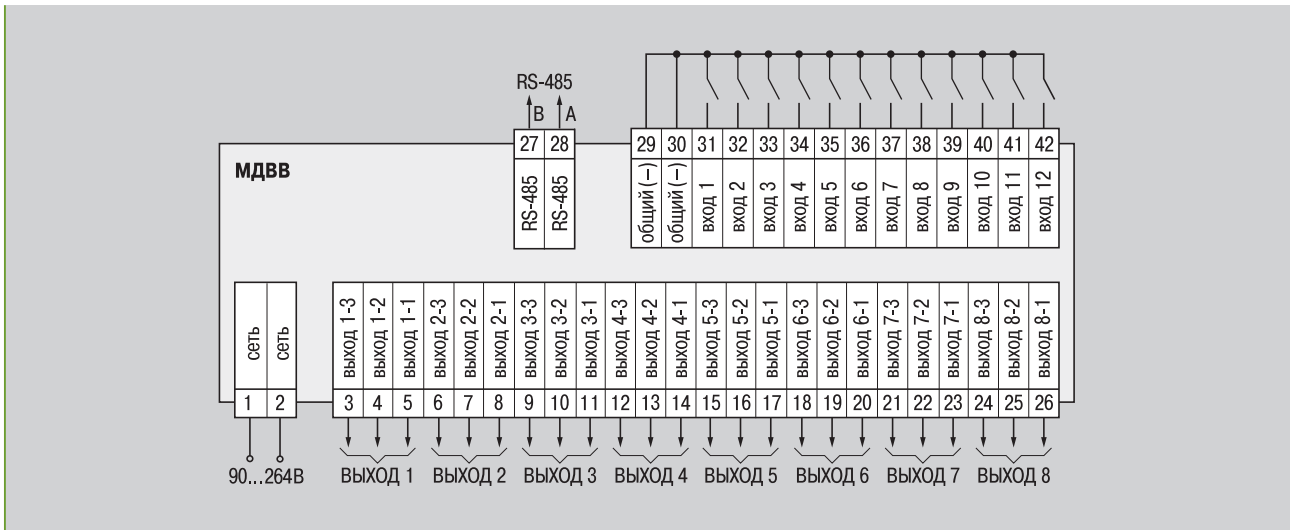 RS-485
B A
27 28 29 30 31 32 33 34 35 36 37 38 39 40 41 42
МДВВ
RS-485
RS-485
общий (–)
общий (–)
вход 1
вход 2
вход 3
вход 4
вход 5
вход 6
вход 7
вход 8
вход 9
вход 10
вход 11
вход 12
сеть
сеть
выход 1-3
выход 1-2
выход 1-1
выход 2-3
выход 2-2
выход 2-1
выход 3-3
выход 3-2
выход 3-1
выход 4-3
выход 4-2
выход 4-1
выход 5-3
выход 5-2
выход 5-1
выход 6-3
выход 6-2
выход 6-1
выход 7-3
выход 7-2
выход 7-1
выход 8-3
выход 8-2
выход 8-1
1 2 3 4 5 6 7 8 9 10 11 12 13 14 15 16 17 18 19 20 21 22 23 24 25 26
90...264В ВЫХОД 1 ВЫХОД 2 ВЫХОД 3 ВЫХОД 4 ВЫХОД 5 ВЫХОД 6 ВЫХОД 7 ВЫХОД 8